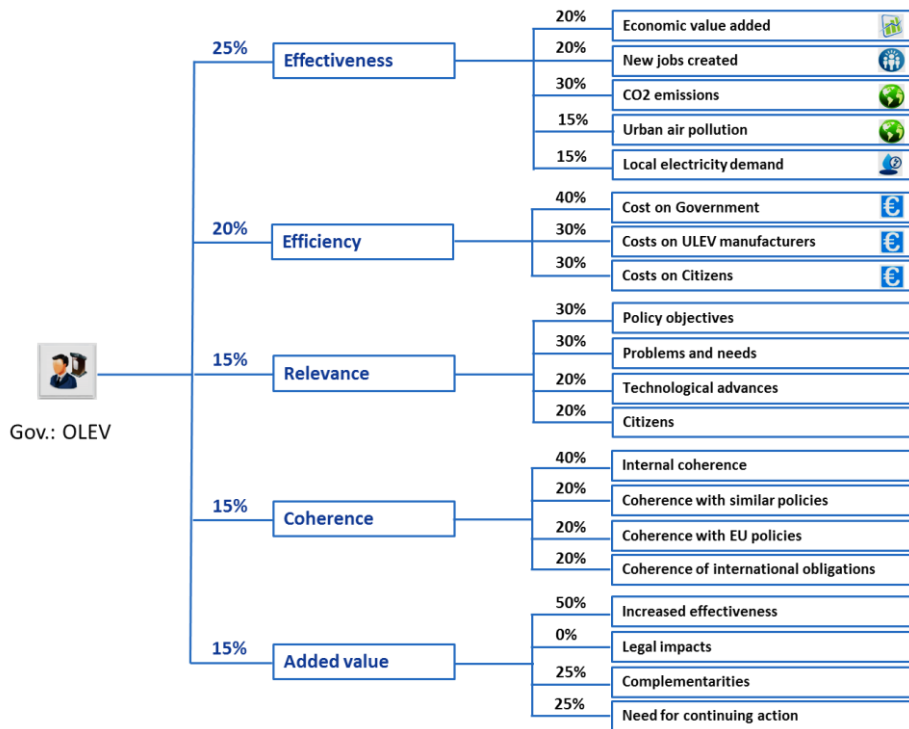 20%
Economic value added
25%
Effectiveness
20%
New jobs created
30%
CO2 emissions
15%
Urban air pollution
15%
Local electricity demand
40%
Cost on Government
€
20%
Efficiency
30%
Costs on ULEV manufacturers
€
30%
Costs on Citizens
€
30%
Policy objectives
30%
Problems and needs
15%
Relevance
20%
Technological advances
20%
Citizens
Gov.: OLEV
40%
Internal coherence
20%
Coherence with similar policies
15%
Coherence
20%
Coherence with EU policies
20%
Coherence of international obligations
50%
Increased effectiveness
0%
Legal impacts
15%
Added value
25%
Complementarities
25%
Need for continuing action